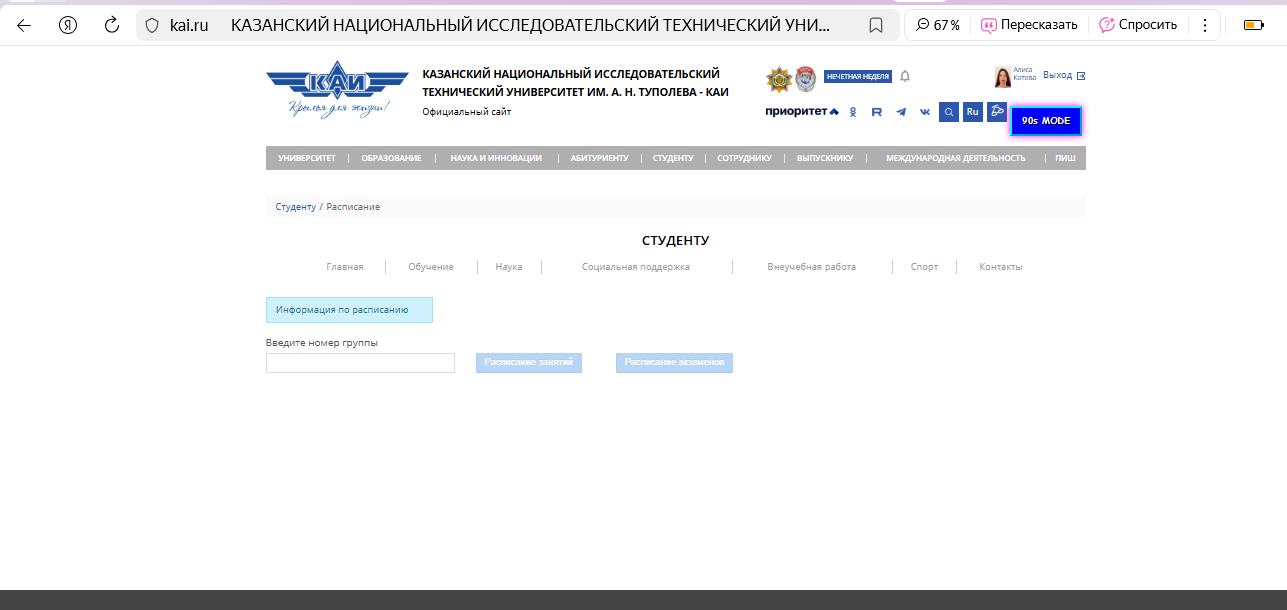 Я
kai.ru
КАЗАНСКИЙ НАЦИОНАЛЬНЫЙ ИССЛЕДОВАТЕЛЬСКИЙ ТЕХНИЧЕСКИЙ УНИ...
67 %
Пересказать
Спросить
КАИ
Крылья для жизни!
КАЗАНСКИЙ НАЦИОНАЛЬНЫЙ ИССЛЕДОВАТЕЛЬСКИЙ
ТЕХНИЧЕСКИЙ УНИВЕРСИТЕТ ИМ. А. Н. ТУПОЛЕВА - КАИ
Официальный сайт
НЕЧЕТНАЯ НЕДЕЛЯ
Алиса
Котова
Выход
приоритет
Ru
90s MODE
УНИВЕРСИТЕТ
ОБРАЗОВАНИЕ
НАУКА И ИННОВАЦИИ
АБИТУРИЕНТУ
СТУДЕНТУ
СОТРУДНИКУ
ВЫПУСКНИКУ
МЕЖДУНАРОДНАЯ ДЕЯТЕЛЬНОСТЬ
ПИШ
Студенту / Расписание
СТУДЕНТУ
Главная
Обучение
Наука
Социальная поддержка
Внеучебная работа
Спорт
Контакты
Информация по расписанию
Введите номер группы
Расписание занятий
Расписание экзаменов